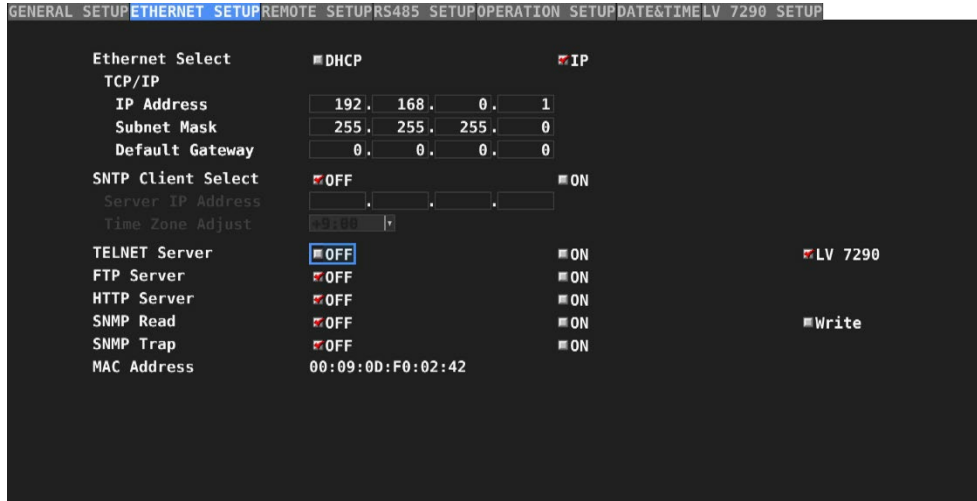 GENERAL SETUP ETHERNET SETUP REMOTE SETUP RS485 SETUP OPERATION SETUP DATE&TIME LV 7290 SETUP
Ethernet Select DHCP IP
TCP/IP
IP Address 192. 168. 0. 1
Subnet Mask 255. 255. 255. 0
Default Gateway 0. 0. 0. 0
SNTP Client Select OFF ON
Server IP Address . . .
Time Zone Adjust +9:00
TELNET Server OFF ON LV 7290
FTP Server OFF ON
HTTP Server OFF ON
SNMP Read OFF ON Write
SNMP Trap OFF ON
MAC Address 00:09:0D:F0:02:42